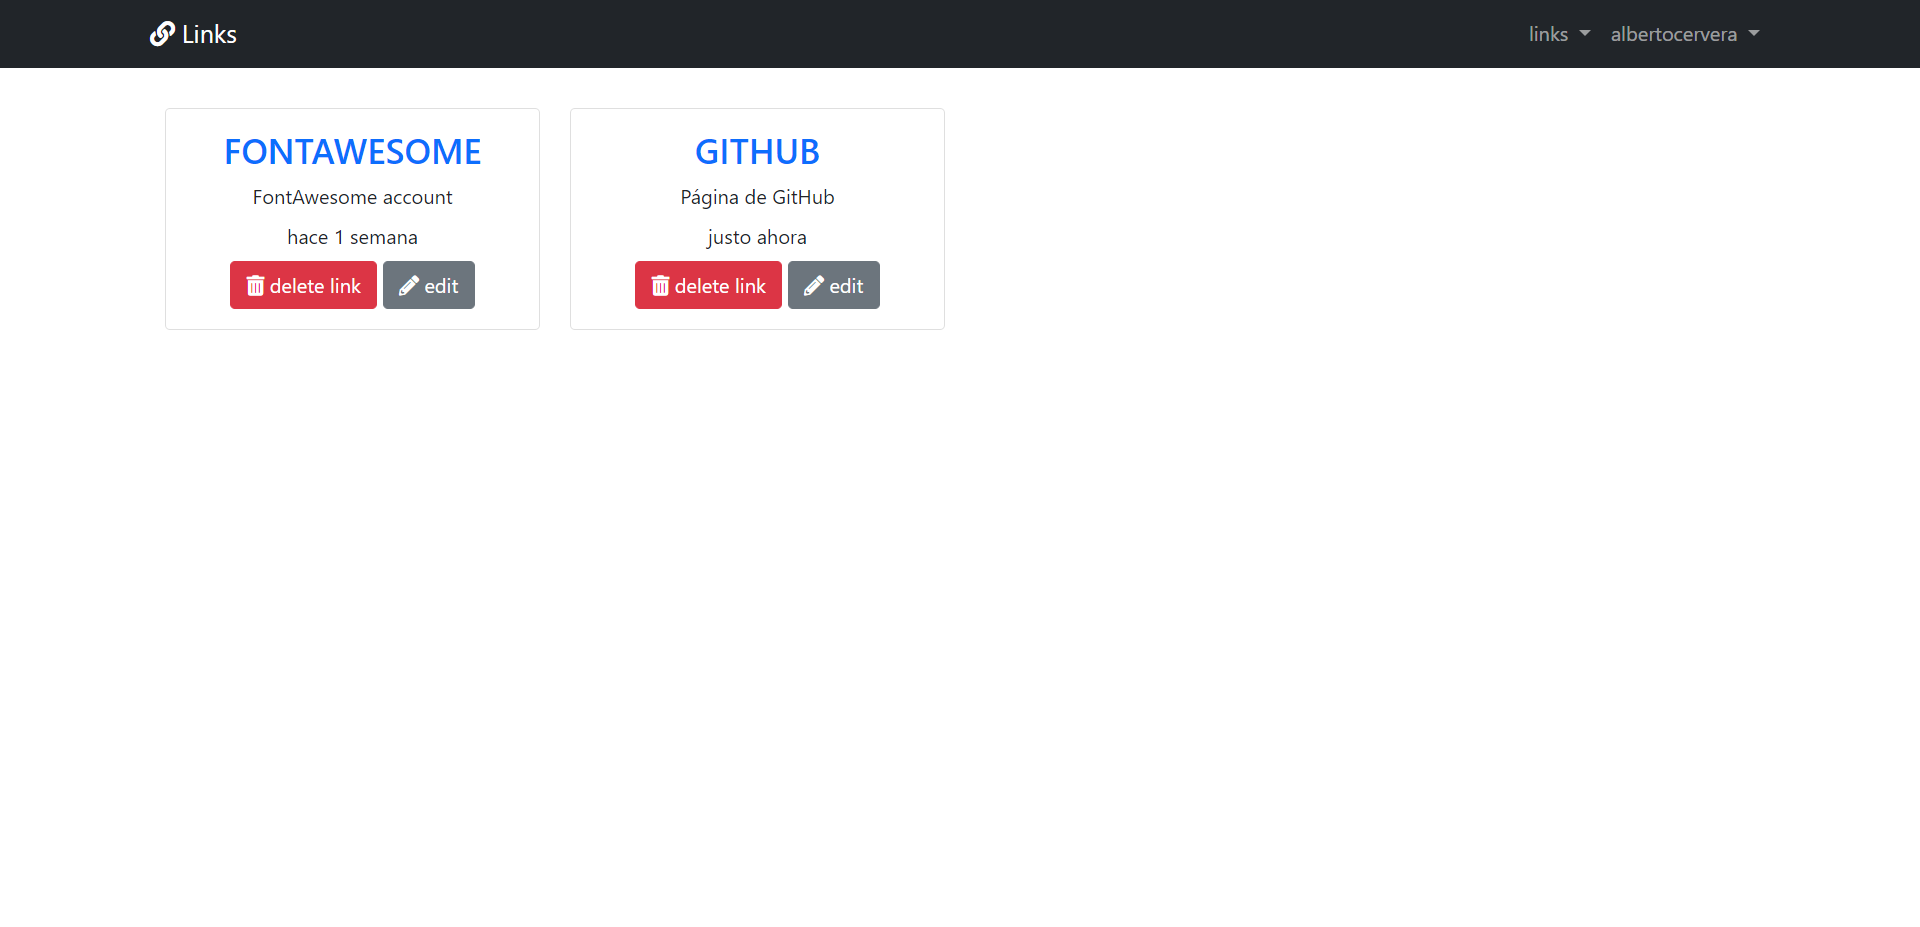 Links
links albertocervera
FONTAWESOME
FontAwesome account
hace 1 semana
delete link edit
GITHUB
Página de GitHub
justo ahora
delete link edit